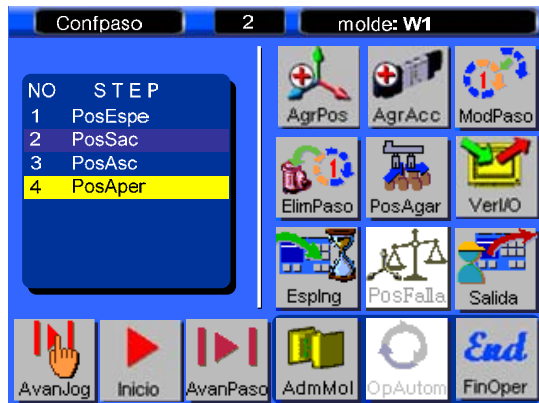 Confpaso 2 molde: W1
NO STEP
1 PosEspe
2 PosSac
3 PosAsc
4 PosAper
AgrPos AgrAcc ModPaso
ElimPaso PosAgar VerI/O
EspIng PosFalla Salida
AvanJog Inicio AvanPaso AdmMol OpAutom FinOper
End